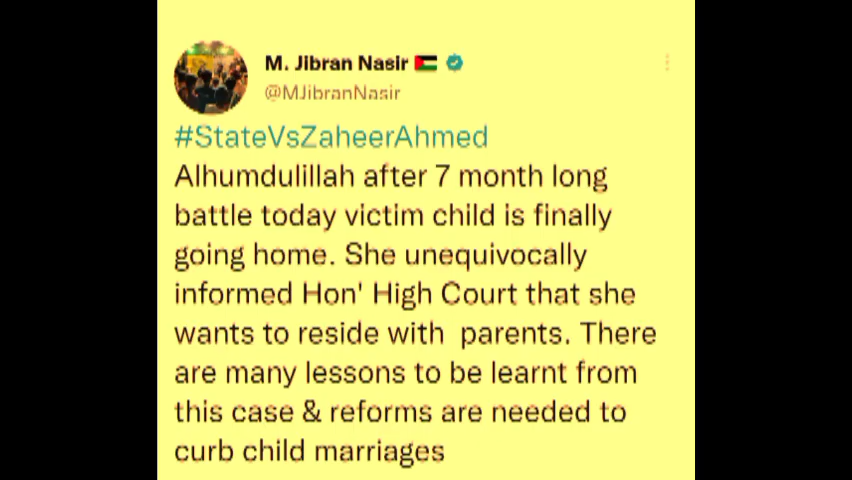 M. Jibran Nasir
@MJibranNasir
#StateVsZaheerAhmed
Alhumdulillah after 7 month long
battle today victim child is finally
going home. She unequivocally
informed Hon' High Court that she
wants to reside with parents. There
are many lessons to be learnt from
this case & reforms are needed to
curb child marriages